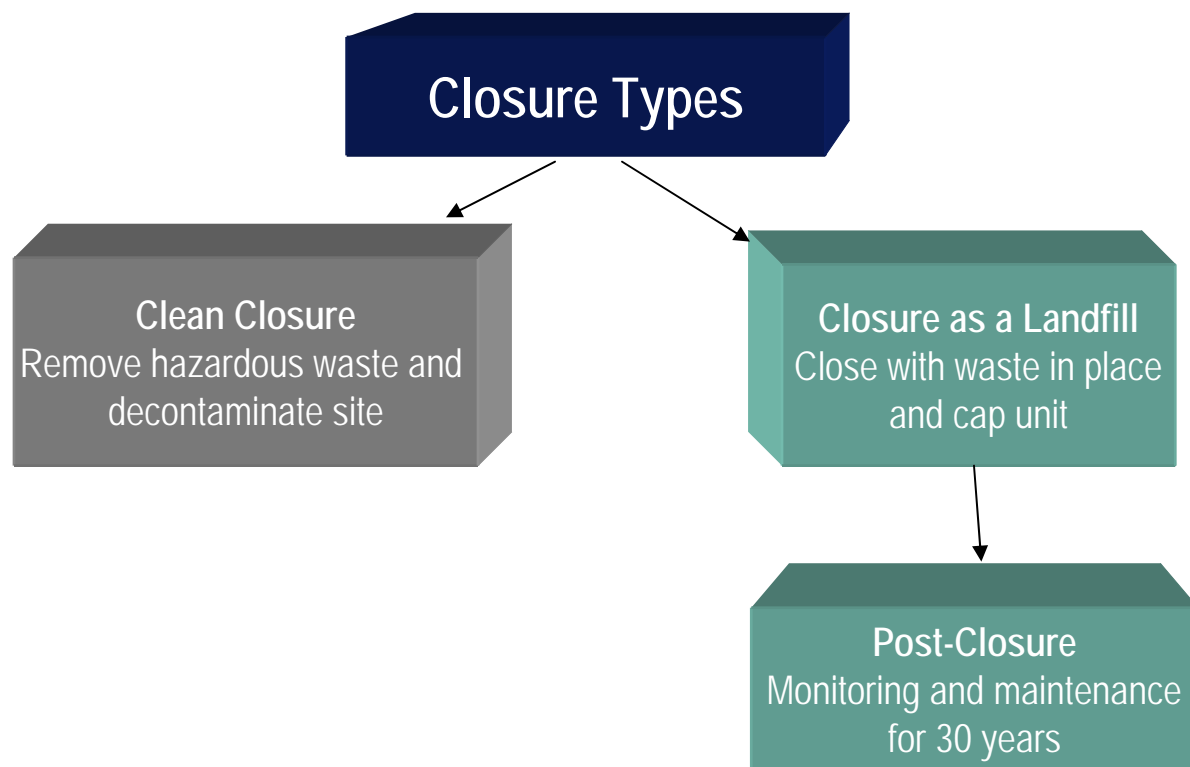 Closure Types
Clean Closure
Remove hazardous waste and
decontaminate site
Closure as a Landfill
Close with waste in place
and cap unit
Post-Closure
Monitoring and maintenance
for 30 years